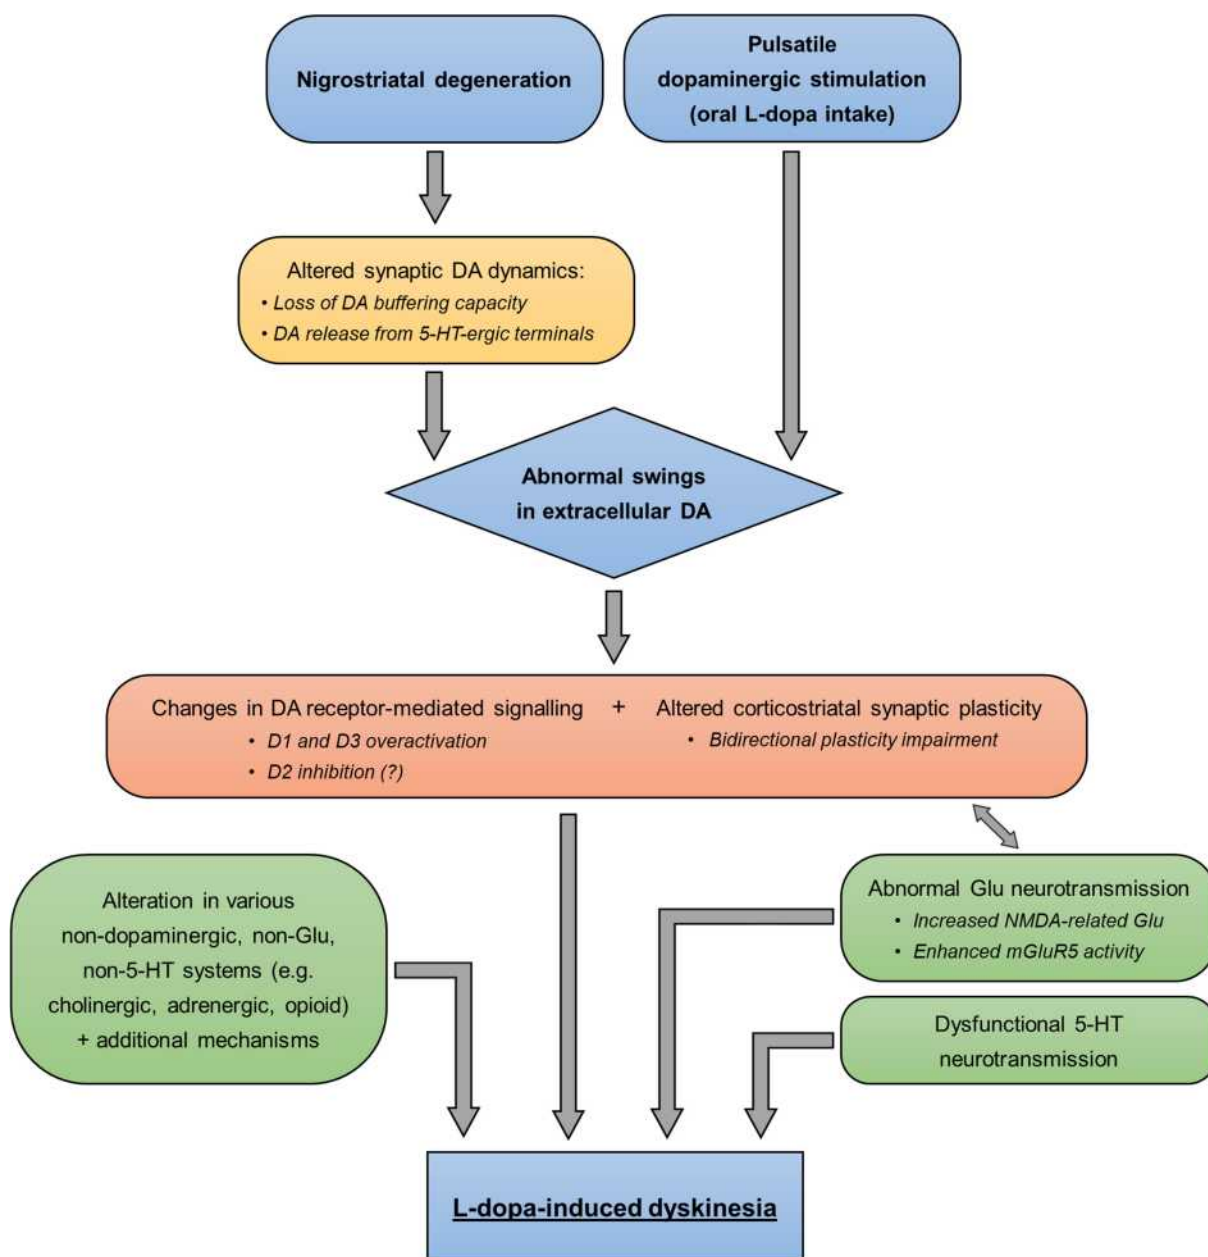 Nigrostriatal degeneration
Pulsatile
dopaminergic stimulation
(oral L-dopa intake)
Altered synaptic DA dynamics:
• Loss of DA buffering capacity
• DA release from 5-HT-ergic terminals
Abnormal swings
in extracellular DA
Changes in DA receptor-mediated signalling + Altered corticostriatal synaptic plasticity
• D1 and D3 overactivation
• D2 inhibition (?)
• Bidirectional plasticity impairment
Alteration in various
non-dopaminergic, non-Glu,
non-5-HT systems (e.g.
cholinergic, adrenergic, opioid)
+ additional mechanisms
Abnormal Glu neurotransmission
• Increased NMDA-related Glu
• Enhanced mGluR5 activity
Dysfunctional 5-HT
neurotransmission
L-dopa-induced dyskinesia